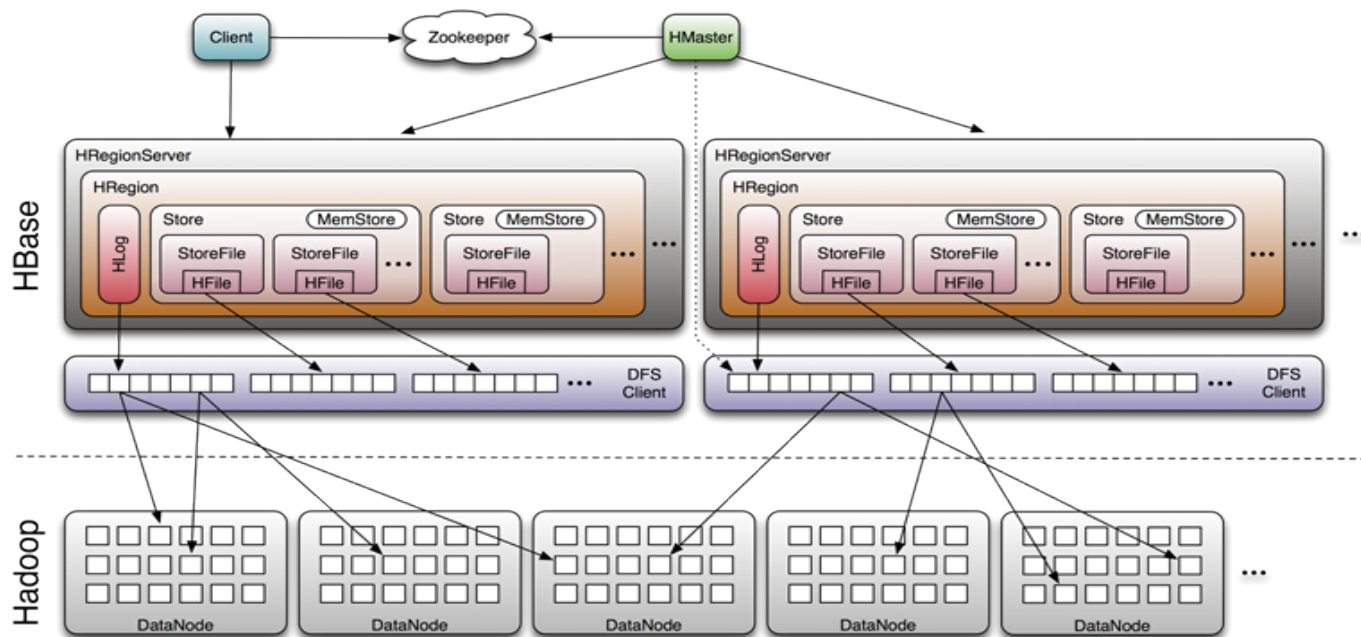 Client
Zookeeper
HMaster
HBase
HRegionServer
HRegion
HLog
Store
MemStore
StoreFile
HFile
StoreFile
HFile
...
Store
MemStore
StoreFile
HFile
...
...
HRegionServer
HRegion
HLog
Store
MemStore
StoreFile
HFile
StoreFile
HFile
...
Store
MemStore
StoreFile
HFile
...
...
...
...
DFS
Client
...
DFS
Client
Hadoop
DataNode
DataNode
DataNode
DataNode
DataNode
...